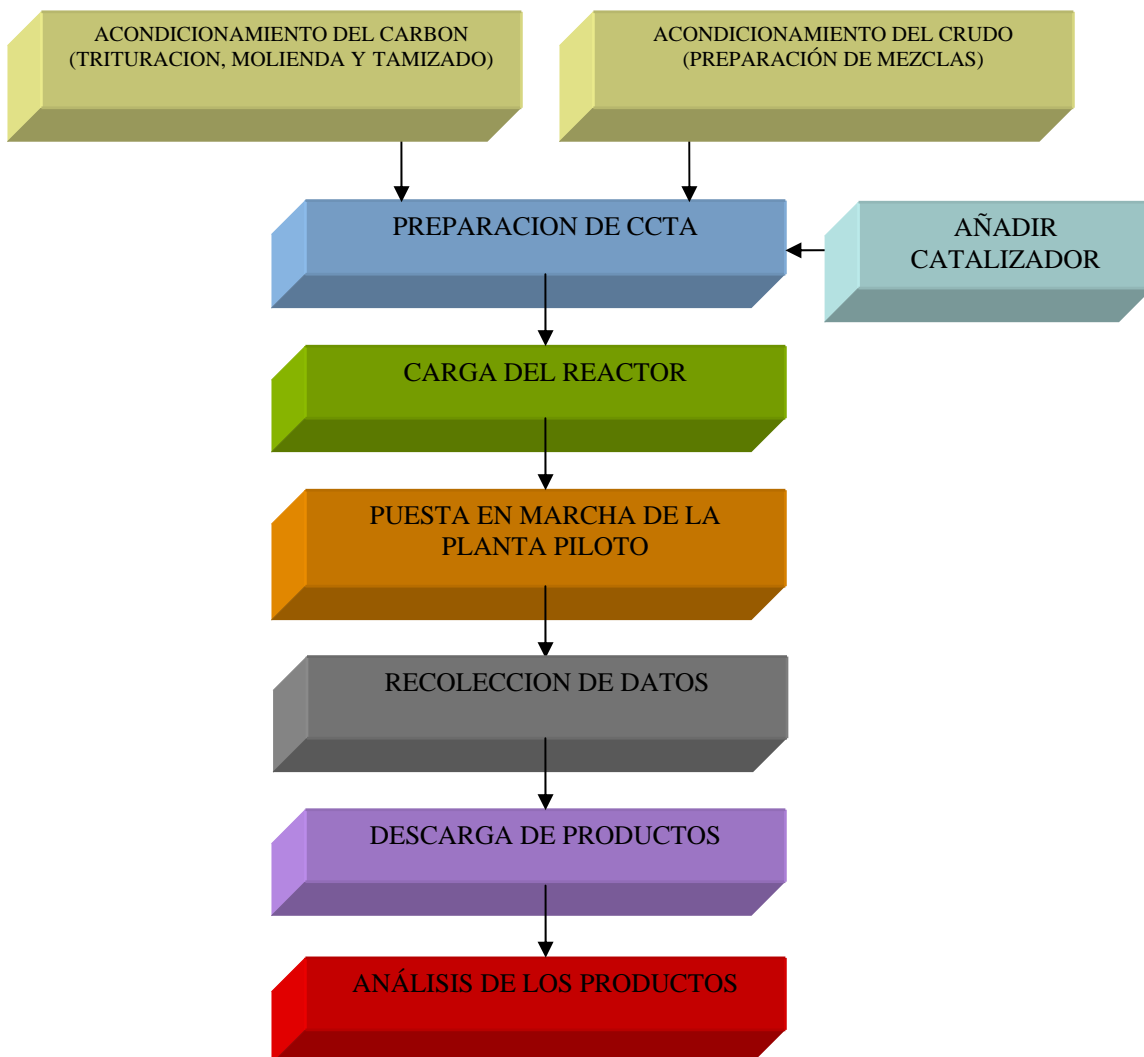 ACONDICIONAMIENTO DEL CARBON
(TRITURACION, MOLIENDA Y TAMIZADO)
ACONDICIONAMIENTO DEL CRUDO
(PREPARACIÓN DE MEZCLAS)
PREPARACION DE CCTA
AÑADIR
CATALIZADOR
CARGA DEL REACTOR
PUESTA EN MARCHA DE LA
PLANTA PILOTO
RECOLECCION DE DATOS
DESCARGA DE PRODUCTOS
ANÁLISIS DE LOS PRODUCTOS